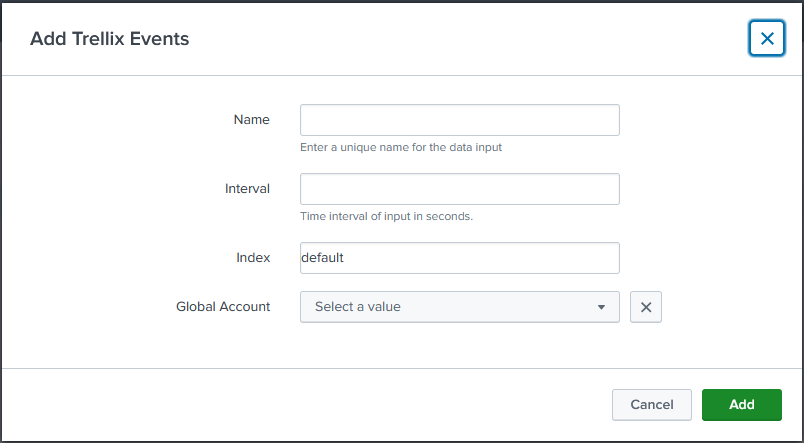 Add Trellix Events
Name
Enter a unique name for the data input
Interval
Time interval of input in seconds.
Index
default
Global Account
Select a value
Cancel
Add